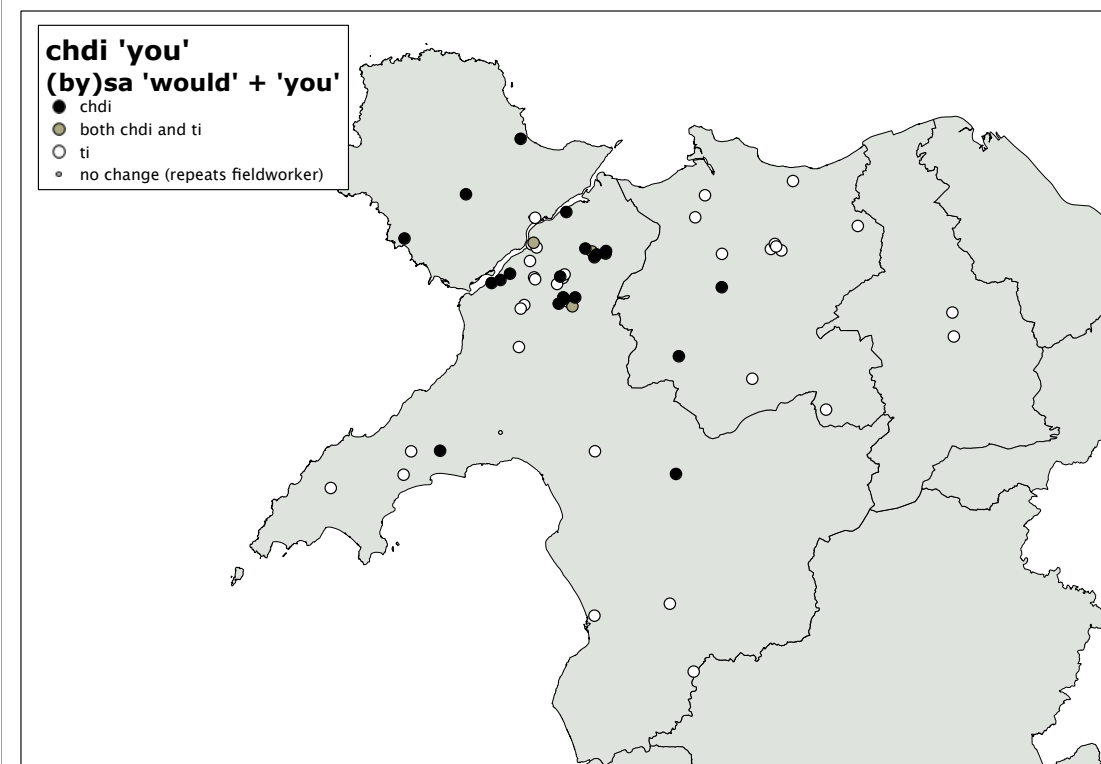 chdi 'you'
(by)sa 'would' + 'you'
chdi
both chdi and ti
ti
no change (repeats fieldworker)